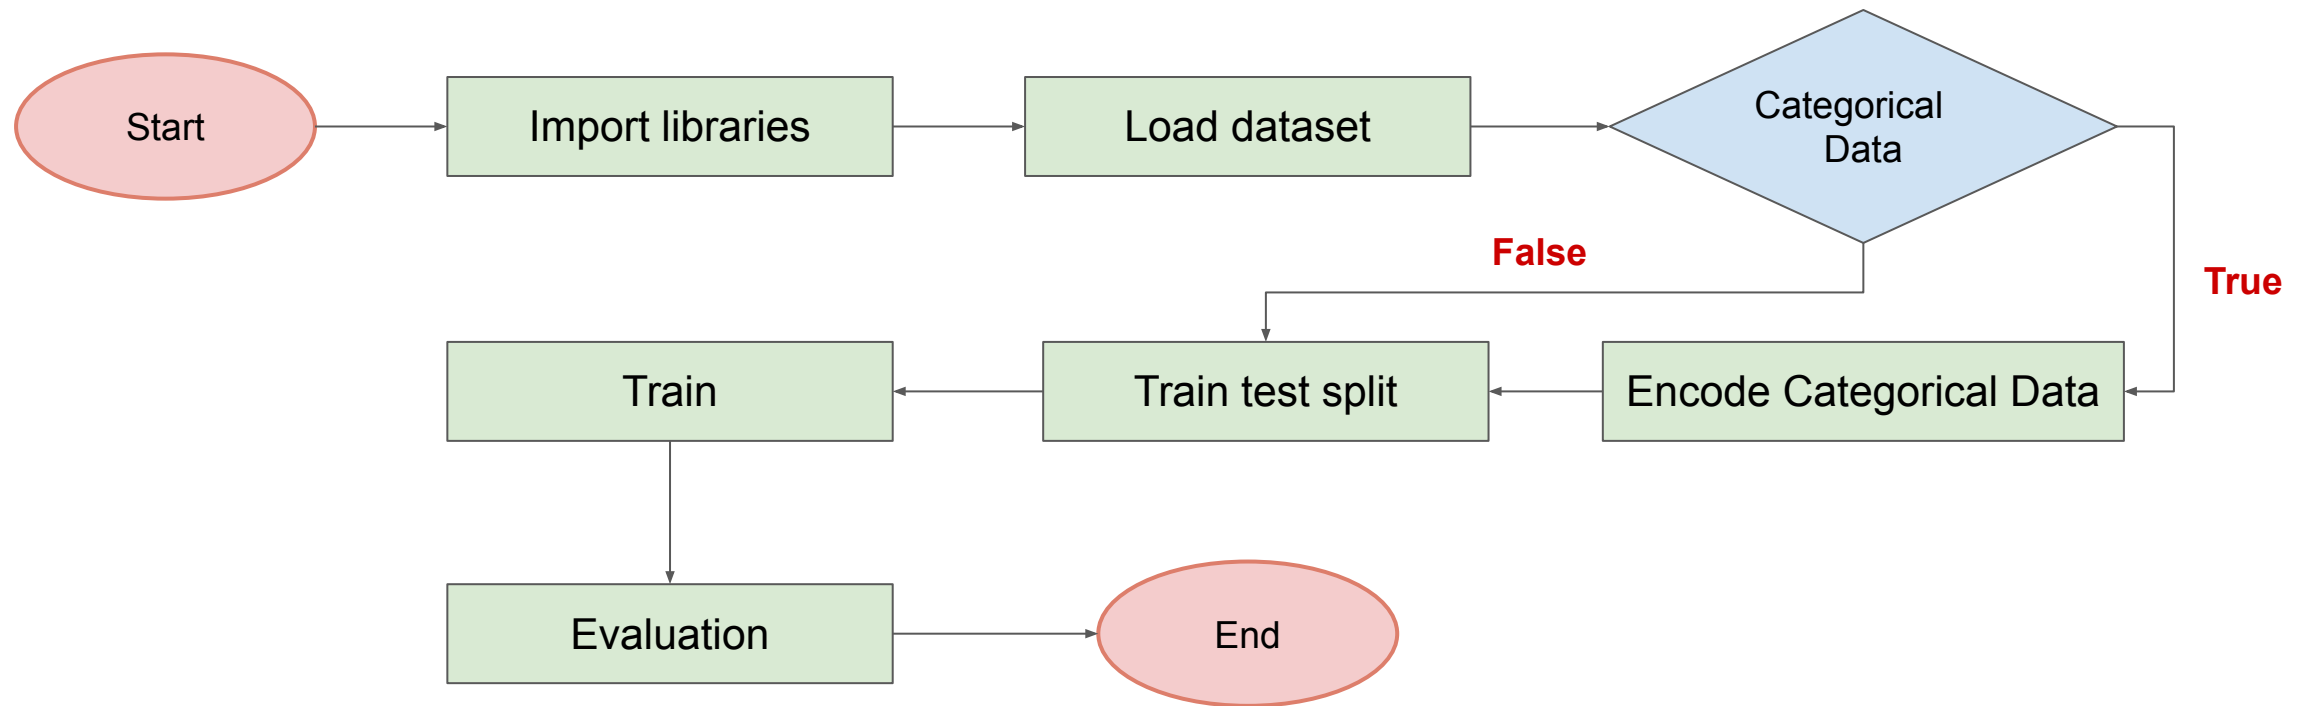 Start
Import libraries
Load dataset
Categorical
Data
False
True
Train
Train test split
Encode Categorical Data
Evaluation
End